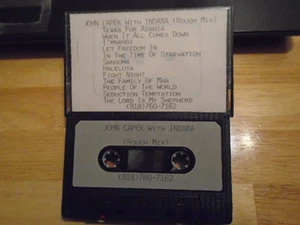 JOHN CAPEK WITH INDABA (ROUGH MIX)
TEARS FOR AZANIA
WHEN IT ALL COMES DOWN
I'MWANDI
LET FREEDOM IN
IN THE TIME OF STARVATION
SANGOMA
HALELUYA
FIGHT NIGHT
THE FAMILY OF MAN
PEOPLE OF THE WORLD
SEDUCTION TEMPTATION
THE LORD IS MY SHEPHERD
(818)760-7162
JOHN CAPEK WITH INDABA
(ROUGH MIX)
(818)760-7162